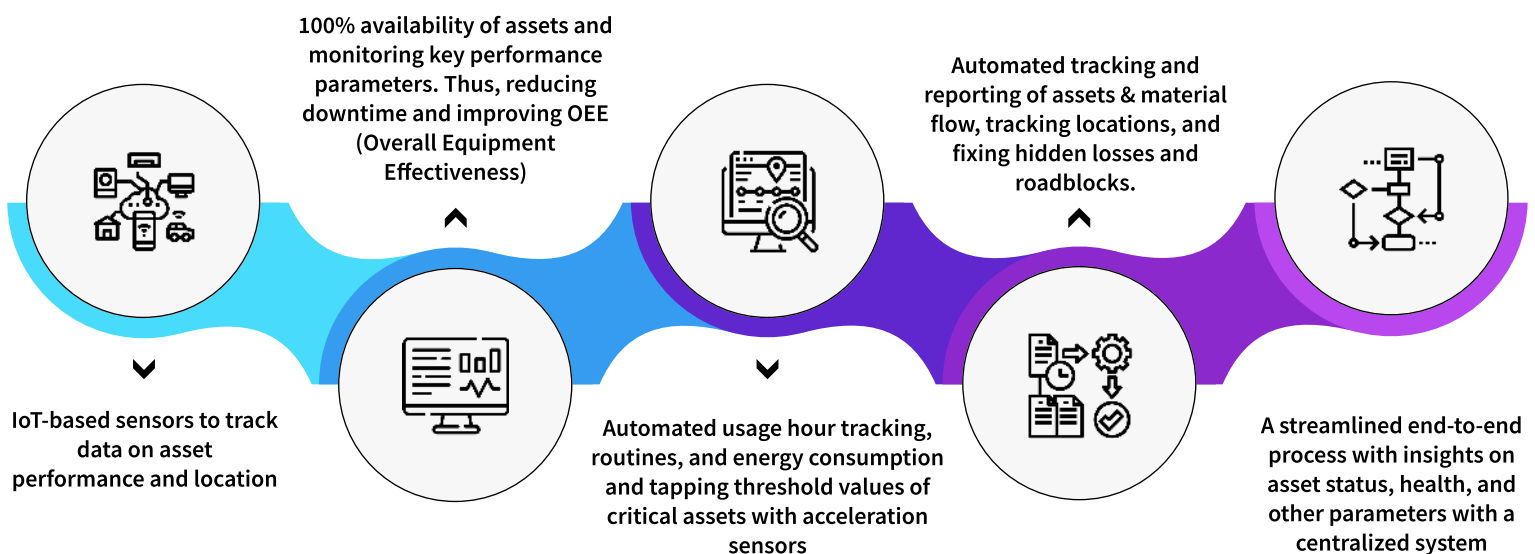 IoT-based sensors to track
data on asset
performance and location
100% availability of assets and
monitoring key performance
parameters. Thus, reducing
downtime and improving OEE
(Overall Equipment
Effectiveness)
Automated usage hour tracking,
routines, and energy consumption
and tapping threshold values of
critical assets with acceleration
sensors
Automated tracking and
reporting of assets & material
flow, tracking locations, and
fixing hidden losses and
roadblocks.
A streamlined end-to-end
process with insights on
asset status, health, and
other parameters with a
centralized system